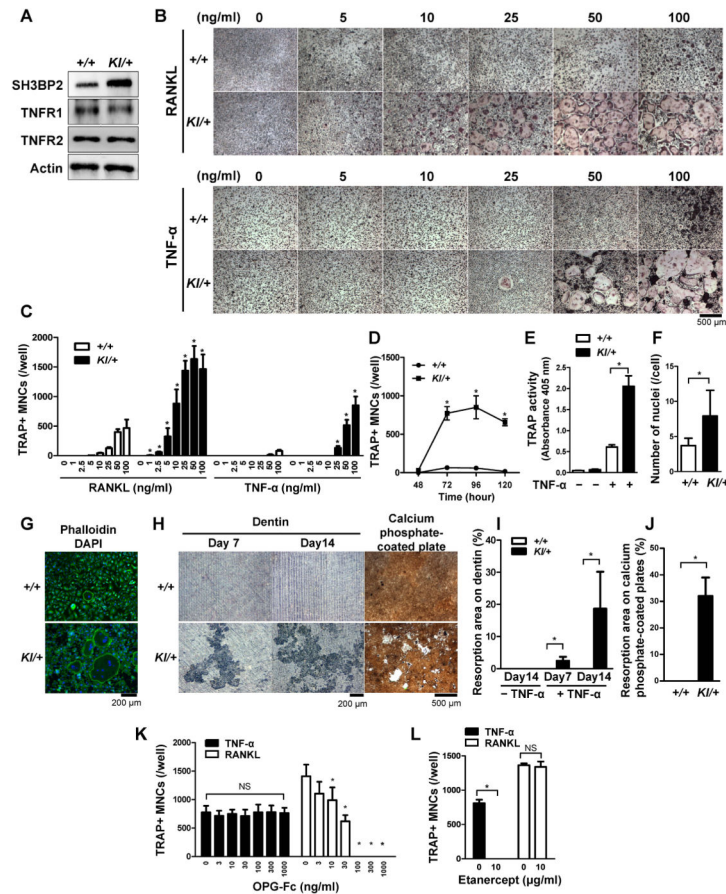 A
+/+ KI/+
SH3BP2
TNFR1
TNFR2
Actin
B
(ng/ml) 0 5 10 25 50 100
RANKL
+/+
KI/+
(ng/ml) 0 5 10 25 50 100
TNF-α
+/+
KI/+
500 µm
C
TRAP+ MNCs (/well)
2000
1500
1000
500
0
+/+
KI/+
* * * * * * * * * *
0 1 2.5 5 10 25 50 100 0 1 2.5 5 10 25 50 100 0 1 2.5 5 10 25 50 100 0 1 2.5 5 10 25 50 100
RANKL (ng/ml) TNF-α (ng/ml)
D
TRAP+ MNCs (/well)
1500
1000
500
0
+/+
KI/+
* * *
48 72 96 120
Time (hour)
E
+/+
KI/+
TRAP activity
(Absorbance 405 nm)
2.5
2.0
1.5
1.0
0.5
0.0
*
TNF-α − − + +
F
Number of nuclei (/cell)
15
10
5
0
*
+/+ KI/+
G
Phalloidin
DAPI
+/+
KI/+
200 µm
H
Dentin
Day 7 Day14
Calcium
phosphate-
coated plate
+/+
KI/+
200 µm 500 µm
I
+/+
KI/+
Resorption area on dentin (%)
40
30
20
10
0
* *
Day14 Day7 Day14
− TNF-α + TNF-α
J
Resorption area on calcium
phosphate-coated plates (%)
50
40
30
20
10
0
*
+/+ KI/+
K
TNF-α
RANKL
TRAP+ MNCs (/well)
2000
1500
1000
500
0
NS
* * * * *
0 3 10 30 100 300 1000 0 3 10 30 100 300 1000
OPG-Fc (ng/ml)
L
TNF-α
RANKL
TRAP+ MNCs (/well)
1500
1000
500
0
* NS
0 10 0 10
Etanercept (µg/ml)